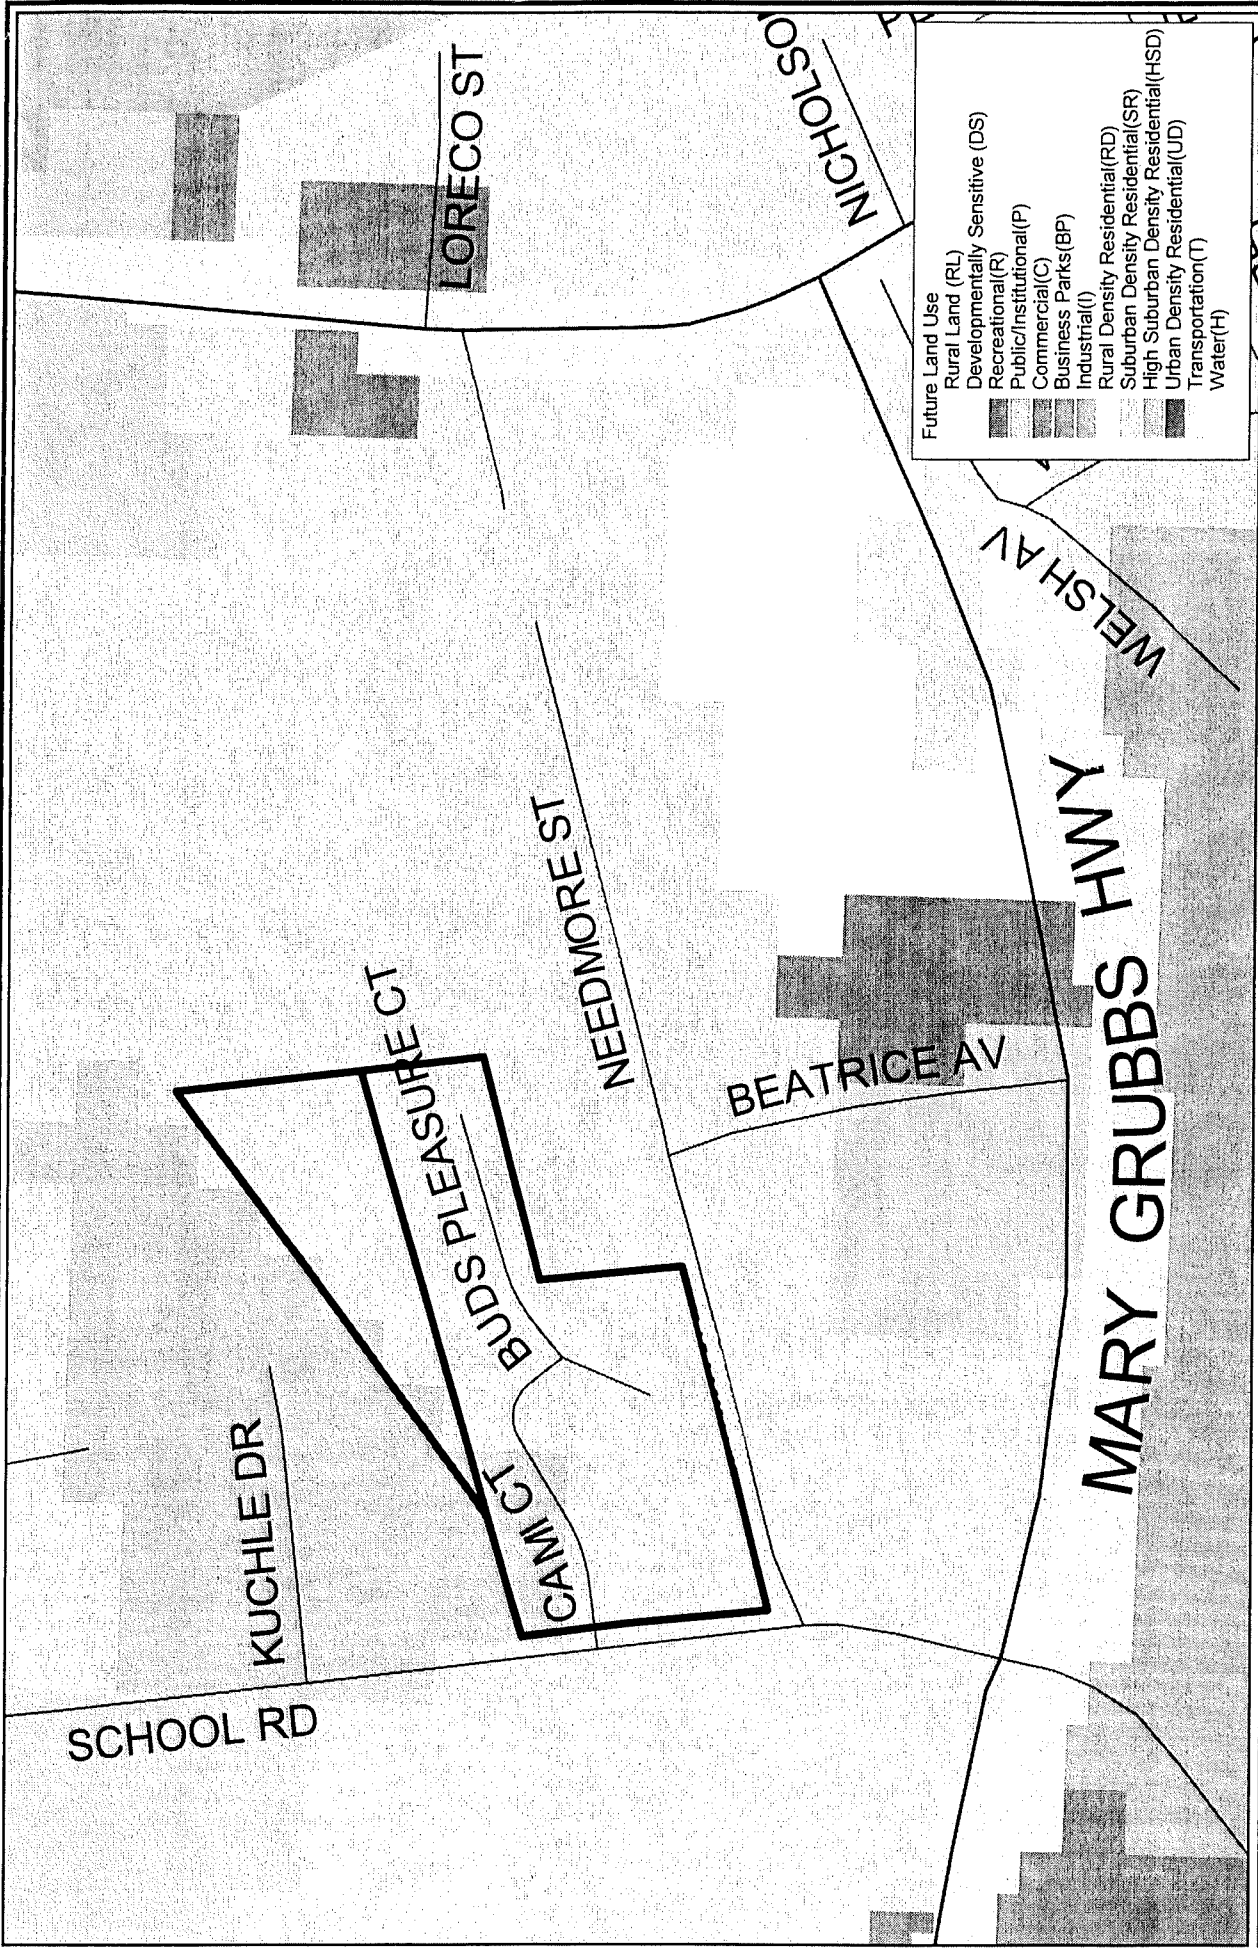 SCHOOL RD
KUCHLE DR
CAMI CT
BUDS PLEASURE CT
NEEDMORE ST
BEATRICE AV
MARY GRUBBS HWY
WELSH AV
LORECO ST
NICHOLSO
Future Land Use
Rural Land (RL)
Developmentally Sensitive (DS)
Recreational(R)
Public/Institutional(P)
Commercial(C)
Business Parks(BP)
Industrial(I)
Rural Density Residential(RD)
Suburban Density Residential(SR)
High Suburban Density Residential(HSD)
Urban Density Residential(UD)
Transportation(T)
Water(H)